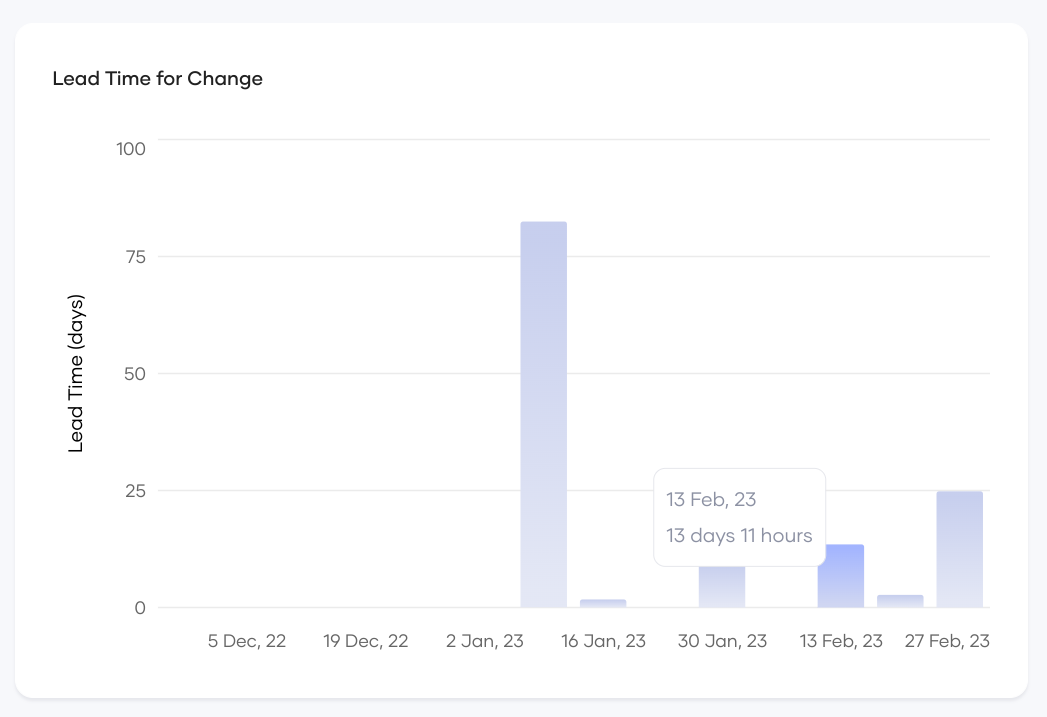 Lead Time for Change
100
75
50
25
0
Lead Time (days)
13 Feb, 23
13 days 11 hours
5 Dec, 22
19 Dec, 22
2 Jan, 23
16 Jan, 23
30 Jan, 23
13 Feb, 23
27 Feb, 23